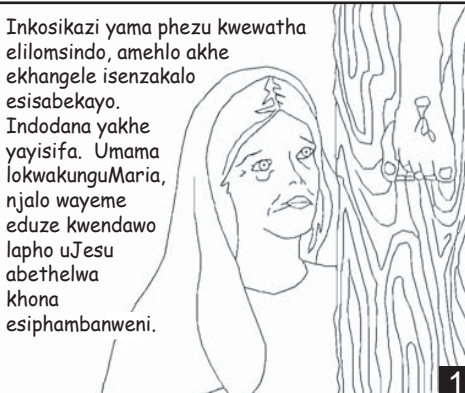 Inkosikazi yama phezu kwewatha
elilomsindo, amehlo akhe
ekhangele isenzakalo
esisabekayo.
Indodana yakhe
yayisifa. Umama
lokwakunguMaria,
njalo wayeme
eduze kwendawo
lapho uJesu
abethelwa
khona
esiphambanweni.
1